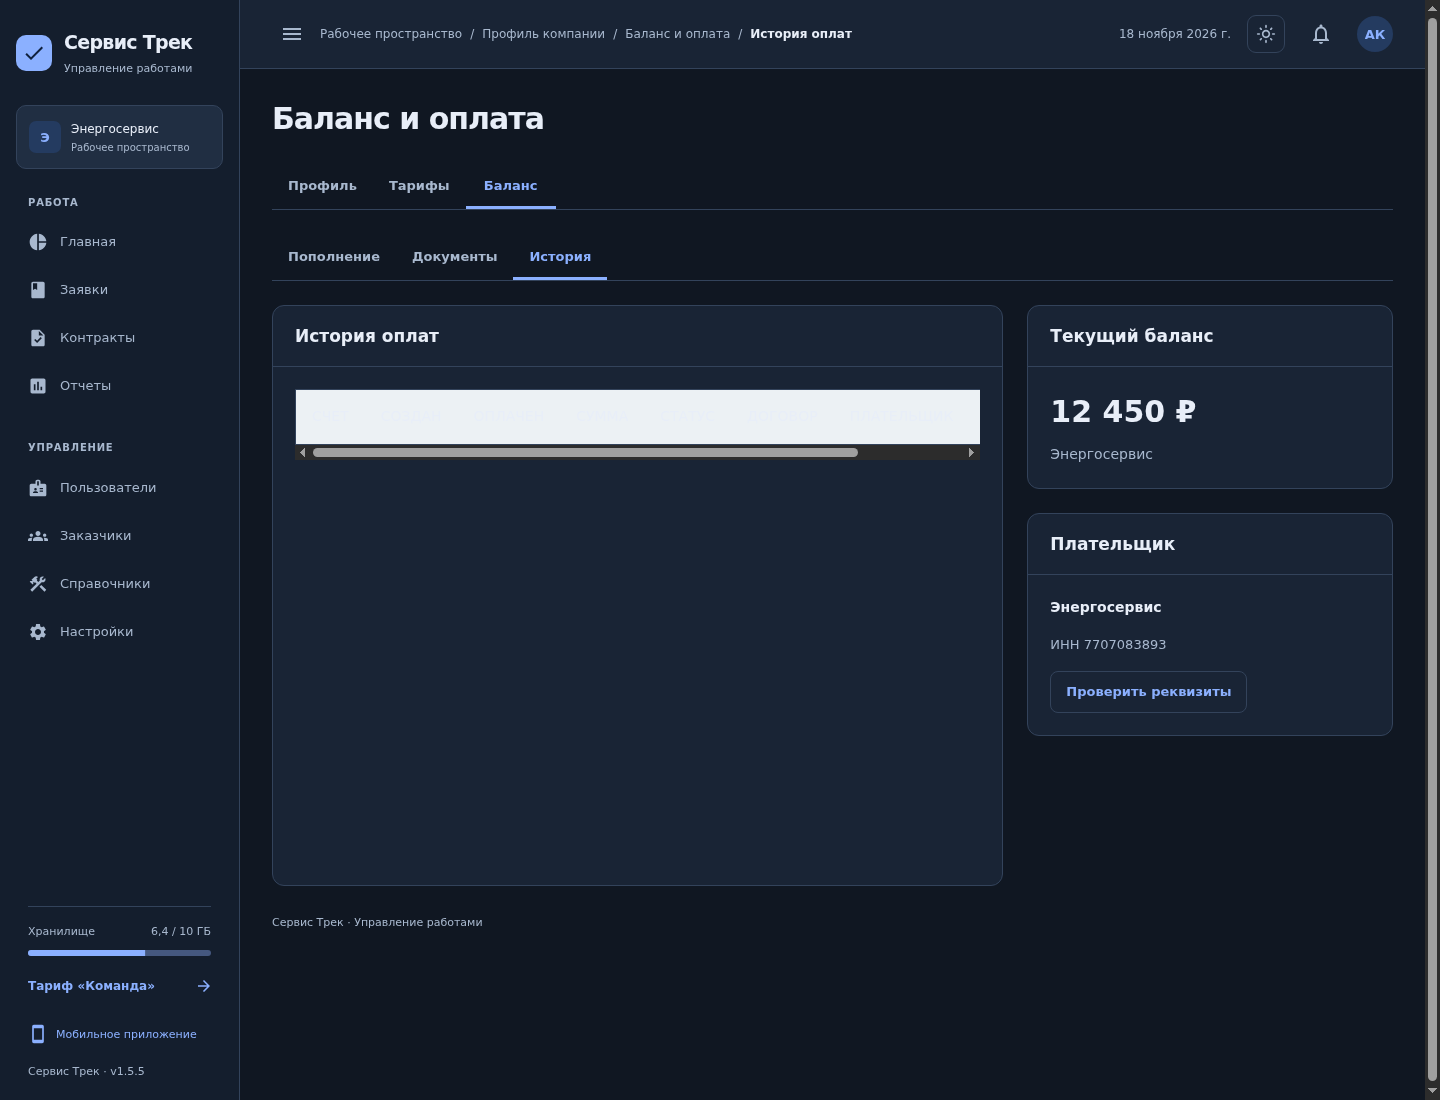 Сервис Трек
Управление работами
Э
Энергосервис
Рабочее пространство
РАБОТА
Главная
Заявки
Контракты
Отчеты
УПРАВЛЕНИЕ
Пользователи
Заказчики
Справочники
Настройки
Хранилище 6,4 / 10 ГБ
Тариф «Команда»
Мобильное приложение
Сервис Трек · v1.5.5
Рабочее пространство / Профиль компании / Баланс и оплата / История оплат
18 ноября 2026 г.
АК
Баланс и оплата
Профиль Тарифы Баланс
Пополнение Документы История
История оплат
Текущий баланс
12 450 ₽
Энергосервис
Плательщик
Энергосервис
ИНН 7707083893
Проверить реквизиты
Сервис Трек · Управление работами